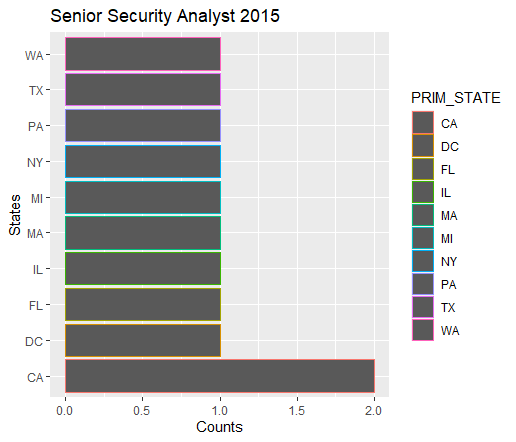 Senior Security Analyst 2015
States
WA
TX
PA
NY
MI
MA
IL
FL
DC
CA
0.0 0.5 1.0 1.5 2.0
Counts
PRIM_STATE
CA
DC
FL
IL
MA
MI
NY
PA
TX
WA